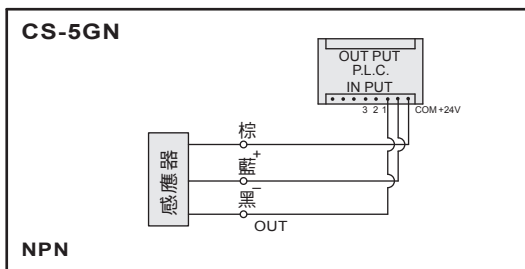 CS-5GN
OUT PUT
P.L.C.
IN PUT
3 2 1 COM +24V
感應器
棕
+
藍
−
黑
OUT
NPN